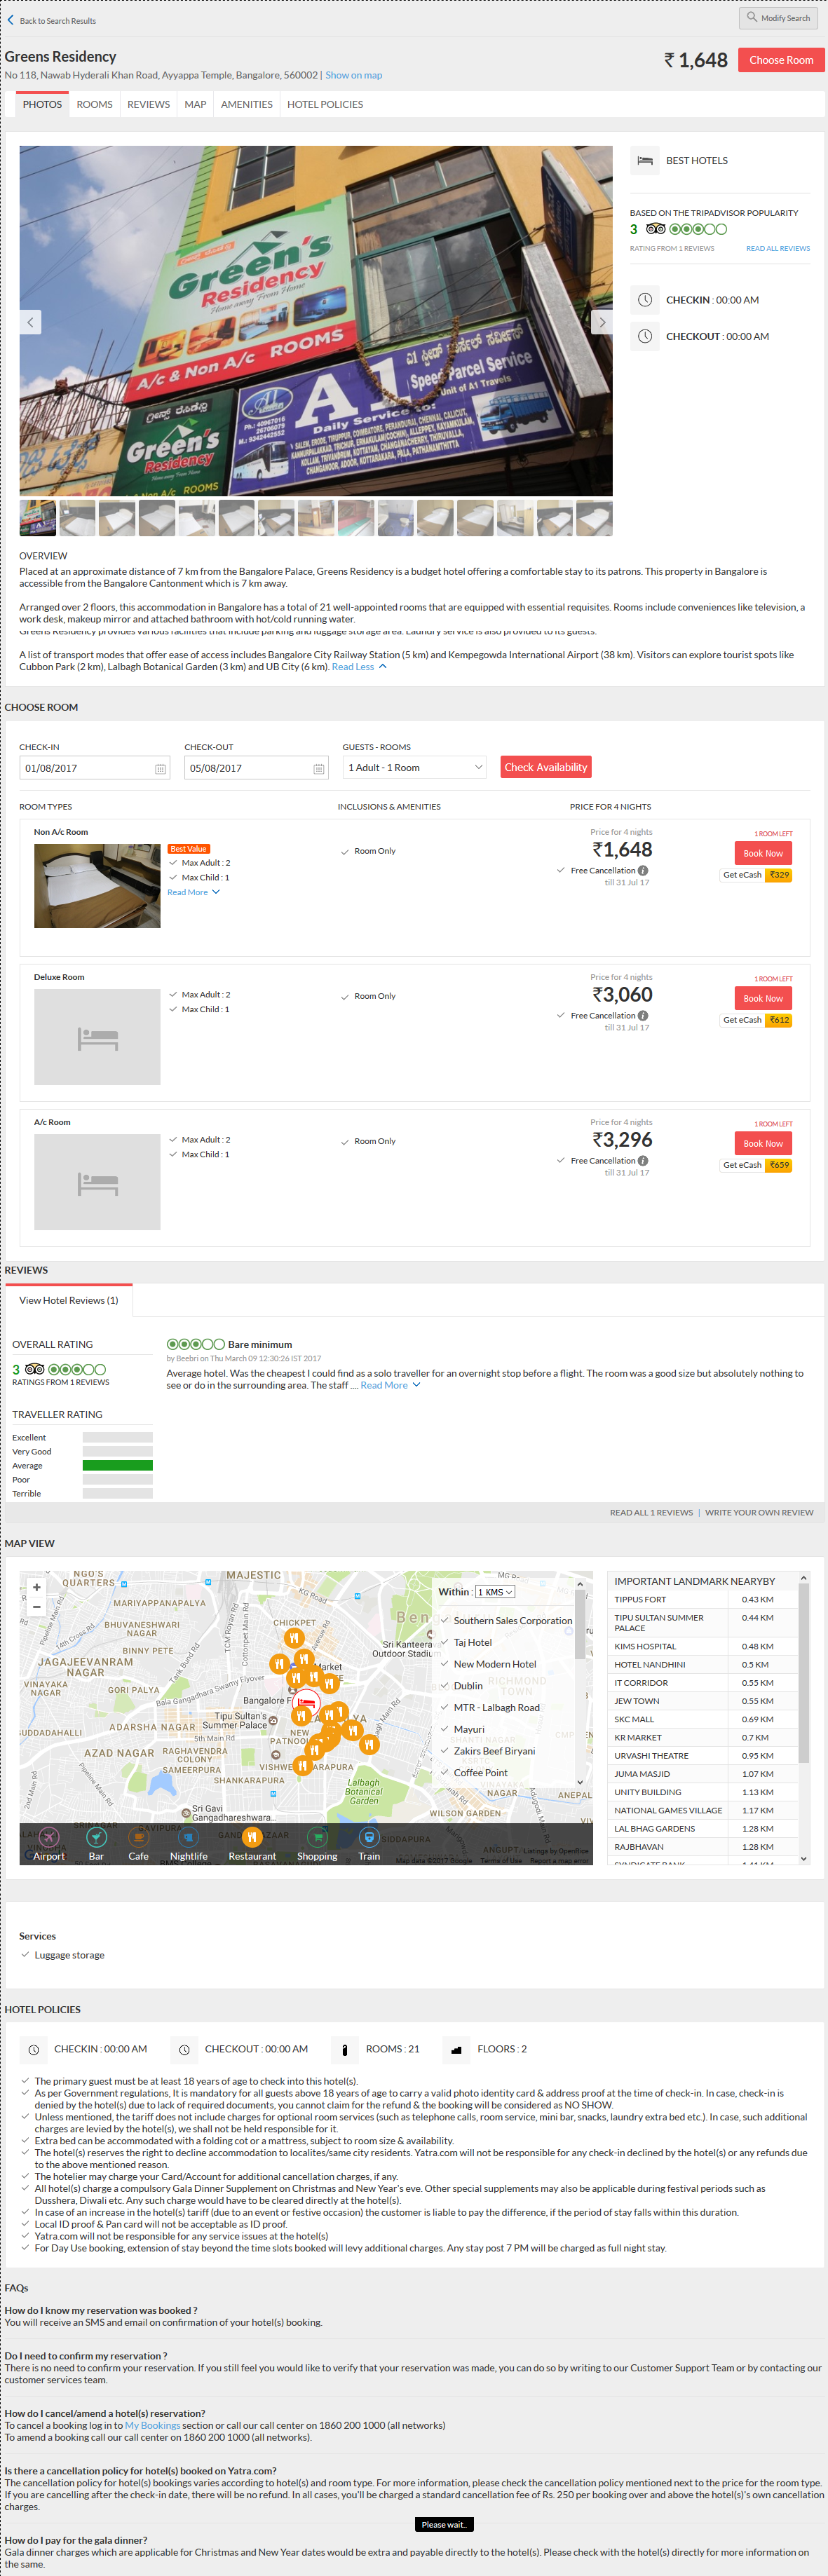 Back to Search Results
Modify Search
Greens Residency
₹ 1,648
Choose Room
No 118, Nawab Hyderali Khan Road, Ayyappa Temple, Bangalore, 560002 | Show on map
PHOTOS
ROOMS
REVIEWS
MAP
AMENITIES
HOTEL POLICIES
Green's
Residency
Home away From Home
A/c & Non A/c ROOMS
A1
Speed Parcel Service
Unit of A1 Travels
Daily Service to:
Green's
Residency
BEST HOTELS
BASED ON THE TRIPADVISOR POPULARITY
3
RATING FROM 1 REVIEWS
READ ALL REVIEWS
CHECKIN : 00:00 AM
CHECKOUT : 00:00 AM
OVERVIEW
Placed at an approximate distance of 7 km from the Bangalore Palace, Greens Residency is a budget hotel offering a comfortable stay to its patrons. This property in Bangalore is
accessible from the Bangalore Cantonment which is 7 km away.
Arranged over 2 floors, this accommodation in Bangalore has a total of 21 well-appointed rooms that are equipped with essential requisites. Rooms include conveniences like television, a
work desk, makeup mirror and attached bathroom with hot/cold running water.
Greens Residency provides various facilities that include parking and luggage storage area. Laundry service is also provided to its guests.
A list of transport modes that offer ease of access includes Bangalore City Railway Station (5 km) and Kempegowda International Airport (38 km). Visitors can explore tourist spots like
Cubbon Park (2 km), Lalbagh Botanical Garden (3 km) and UB City (6 km). Read Less
CHOOSE ROOM
CHECK-IN
CHECK-OUT
GUESTS - ROOMS
01/08/2017
05/08/2017
1 Adult - 1 Room
Check Availability
ROOM TYPES
INCLUSIONS & AMENITIES
PRICE FOR 4 NIGHTS
Non A/c Room
Best Value
Max Adult : 2
Max Child : 1
Read More
Room Only
Price for 4 nights
₹1,648
Free Cancellation
till 31 Jul 17
1 ROOM LEFT
Book Now
Get eCash ₹329
Deluxe Room
Max Adult : 2
Max Child : 1
Room Only
Price for 4 nights
₹3,060
Free Cancellation
till 31 Jul 17
1 ROOM LEFT
Book Now
Get eCash ₹612
A/c Room
Max Adult : 2
Max Child : 1
Room Only
Price for 4 nights
₹3,296
Free Cancellation
till 31 Jul 17
1 ROOM LEFT
Book Now
Get eCash ₹659
REVIEWS
View Hotel Reviews (1)
OVERALL RATING
3
RATINGS FROM 1 REVIEWS
TRAVELLER RATING
Excellent
Very Good
Average
Poor
Terrible
Bare minimum
by Beebri on Thu March 09 12:30:26 IST 2017
Average hotel. Was the cheapest I could find as a solo traveller for an overnight stop before a flight. The room was a good size but absolutely nothing to
see or do in the surrounding area. The staff .... Read More
READ ALL 1 REVIEWS | WRITE YOUR OWN REVIEW
MAP VIEW
NGO'S
QUARTERS
MAJESTIC
MARIYAPPANAPALYA
KG Road
BHUVANESHWARI
NAGAR
CHICKPET
BINNY PETE
JAGAJEEVANRAM
NAGAR
VINAYAKA
NAGAR
GORI PALYA
Sri Kanteerava
Outdoor Stadium
Bala Gangadhara Swamy Flyover
Tipu Sultan's
Summer Palace
ADARSHA NAGAR
5th Main Rd
AZAD NAGAR
RAGHAVENDRA
COLONY
SAMEERPURA
SHANKARAPURA
Lalbagh
Botanical
Garden
WILSON GARDEN
Sri Gavi
Gangadhareshwara...
Within : 1 KMS
Southern Sales Corporation
Taj Hotel
New Modern Hotel
Dublin
MTR - Lalbagh Road
Mayuri
Zakirs Beef Biryani
Coffee Point
Airport
Bar
Cafe
Nightlife
Restaurant
Shopping
Train
Map data ©2017 Google
Terms of Use
Report a map error
IMPORTANT LANDMARK NEARYBY
TIPPUS FORT 0.43 KM
TIPU SULTAN SUMMER PALACE 0.44 KM
KIMS HOSPITAL 0.48 KM
HOTEL NANDHINI 0.5 KM
IT CORRIDOR 0.55 KM
JEW TOWN 0.55 KM
SKC MALL 0.69 KM
KR MARKET 0.7 KM
URVASHI THEATRE 0.95 KM
JUMA MASJID 1.07 KM
UNITY BUILDING 1.13 KM
NATIONAL GAMES VILLAGE 1.17 KM
LAL BHAG GARDENS 1.28 KM
RAJBHAVAN 1.28 KM
SYNDICATE BANK 1.41 KM
Services
Luggage storage
HOTEL POLICIES
CHECKIN : 00:00 AM
CHECKOUT : 00:00 AM
ROOMS : 21
FLOORS : 2
The primary guest must be at least 18 years of age to check into this hotel(s).
As per Government regulations, It is mandatory for all guests above 18 years of age to carry a valid photo identity card & address proof at the time of check-in. In case, check-in is
denied by the hotel(s) due to lack of required documents, you cannot claim for the refund & the booking will be considered as NO SHOW.
Unless mentioned, the tariff does not include charges for optional room services (such as telephone calls, room service, mini bar, snacks, laundry extra bed etc.). In case, such additional
charges are levied by the hotel(s), we shall not be held responsible for it.
Extra bed can be accommodated with a folding cot or a mattress, subject to room size & availability.
The hotel(s) reserves the right to decline accommodation to localites/same city residents. Yatra.com will not be responsible for any check-in declined by the hotel(s) or any refunds due
to the above mentioned reason.
The hotelier may charge your Card/Account for additional cancellation charges, if any.
All hotel(s) charge a compulsory Gala Dinner Supplement on Christmas and New Year's eve. Other special supplements may also be applicable during festival periods such as
Dusshera, Diwali etc. Any such charge would have to be cleared directly at the hotel(s).
In case of an increase in the hotel(s) tariff (due to an event or festive occasion) the customer is liable to pay the difference, if the period of stay falls within this duration.
Local ID proof & Pan card will not be acceptable as ID proof.
Yatra.com will not be responsible for any service issues at the hotel(s)
For Day Use booking, extension of stay beyond the time slots booked will levy additional charges. Any stay post 7 PM will be charged as full night stay.
FAQs
How do I know my reservation was booked ?
You will receive an SMS and email on confirmation of your hotel(s) booking.
Do I need to confirm my reservation ?
There is no need to confirm your reservation. If you still feel you would like to verify that your reservation was made, you can do so by writing to our Customer Support Team or by contacting our
customer services team.
How do I cancel/amend a hotel(s) reservation?
To cancel a booking log in to My Bookings section or call our call center on 1860 200 1000 (all networks)
To amend a booking call our call center on 1860 200 1000 (all networks).
Is there a cancellation policy for hotel(s) booked on Yatra.com?
The cancellation policy for hotel(s) bookings varies according to hotel(s) and room type. For more information, please check the cancellation policy mentioned next to the price for the room type.
If you are cancelling after the check-in date, there will be no refund. In all cases, you'll be charged a standard cancellation fee of Rs. 250 per booking over and above the hotel(s)'s own cancellation
charges.
Please wait..
How do I pay for the gala dinner?
Gala dinner charges which are applicable for Christmas and New Year dates would be extra and payable directly to the hotel(s). Please check with the hotel(s) directly for more information on
the same.